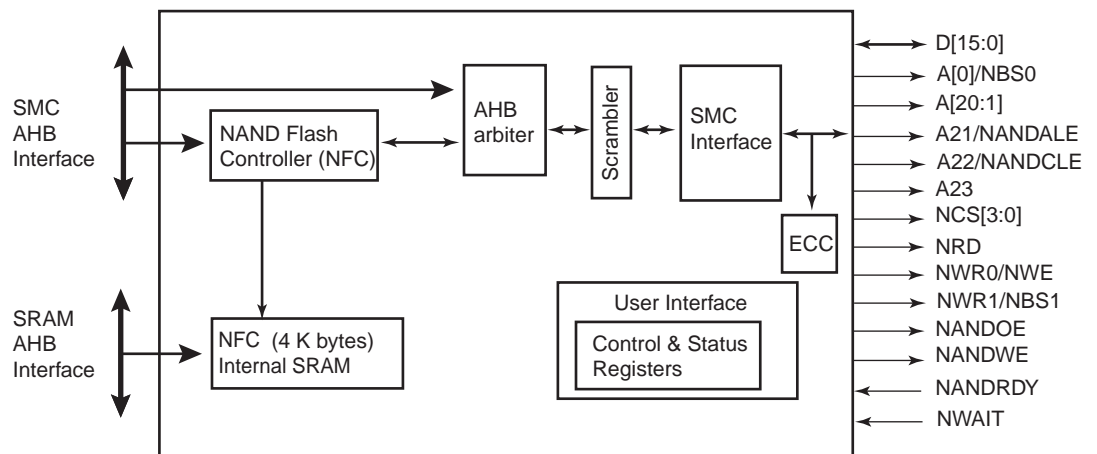 SMC
AHB
Interface
NAND Flash
Controller (NFC)
AHB
arbiter
Scrambler
SMC
Interface
ECC
SRAM
AHB
Interface
NFC (4 K bytes)
Internal SRAM
User Interface
Control & Status
Registers
D[15:0]
A[0]/NBS0
A[20:1]
A21/NANDALE
A22/NANDCLE
A23
NCS[3:0]
NRD
NWR0/NWE
NWR1/NBS1
NANDOE
NANDWE
NANDRDY
NWAIT